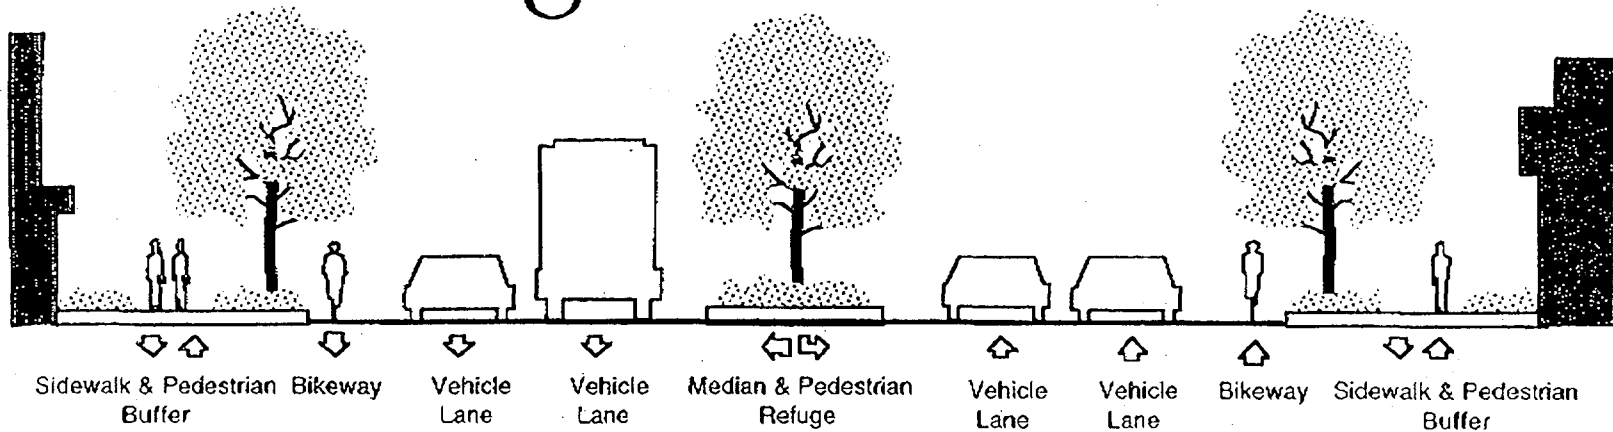 Sidewalk & Pedestrian
Buffer
Bikeway
Vehicle
Lane
Vehicle
Lane
Median & Pedestrian
Refuge
Vehicle
Lane
Vehicle
Lane
Bikeway
Sidewalk & Pedestrian
Buffer